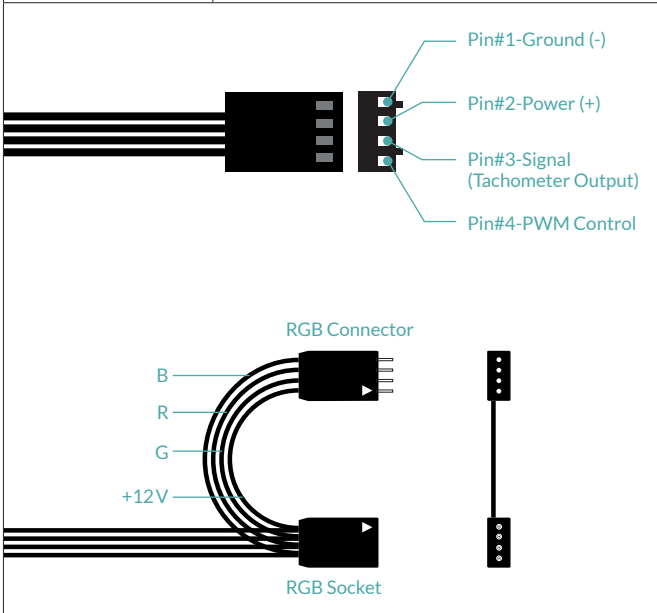 Pin#1-Ground (-)
Pin#2-Power (+)
Pin#3-Signal
(Tachometer Output)
Pin#4-PWM Control
RGB Connector
B
R
G
+12V
RGB Socket